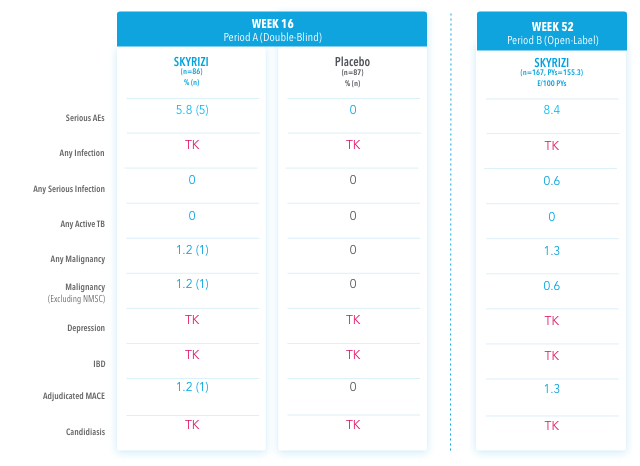 WEEK 16
Period A (Double-Blind)
WEEK 52
Period B (Open-Label)
SKYRIZI
(n=86)
% (n)
Placebo
(n=87)
% (n)
SKYRIZI
(n=167, PYs=155.3)
E/100 PYs
Serious AEs 5.8 (5) 0 8.4
Any Infection TK TK TK
Any Serious Infection 0 0 0.6
Any Active TB 0 0 0
Any Malignancy 1.2 (1) 0 1.3
Malignancy 1.2 (1) 0 0.6
(Excluding NMSC)
Depression TK TK TK
IBD TK TK TK
Adjudicated MACE 1.2 (1) 0 1.3
Candidiasis TK TK TK